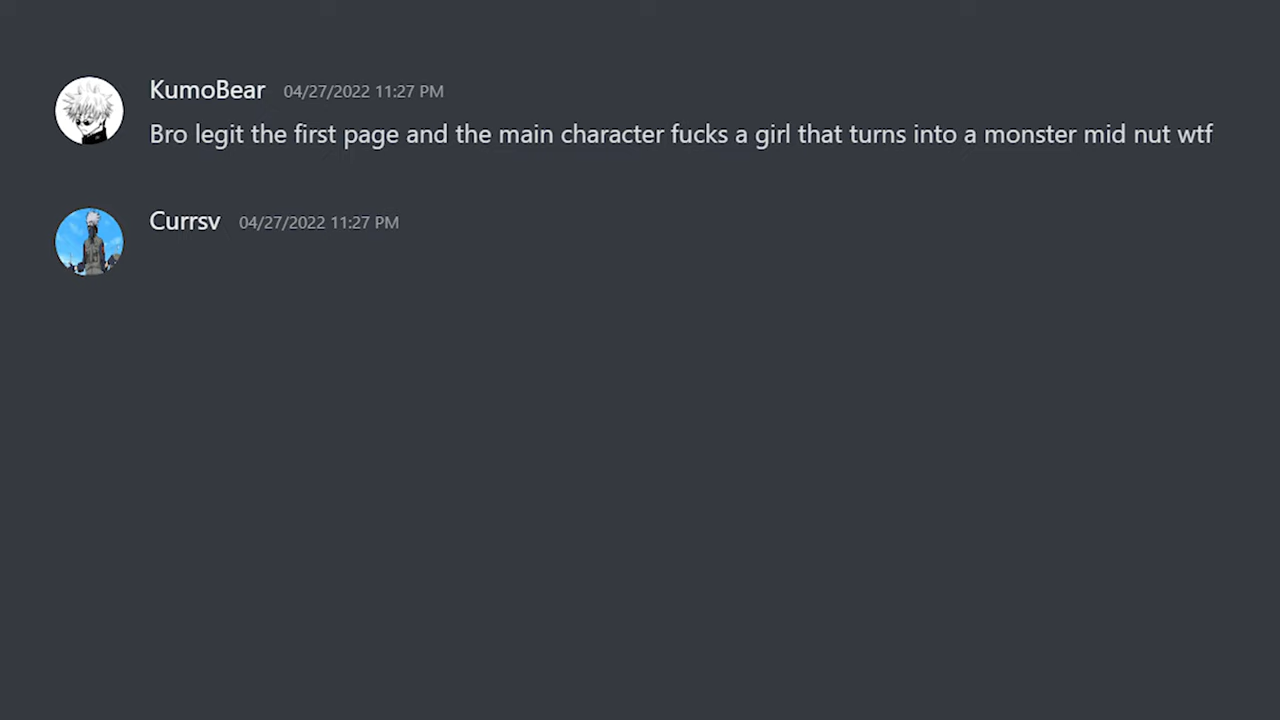 KumoBear 04/27/2022 11:27 PM
Bro legit the first page and the main character fucks a girl that turns into a monster mid nut wtf
Currsv 04/27/2022 11:27 PM